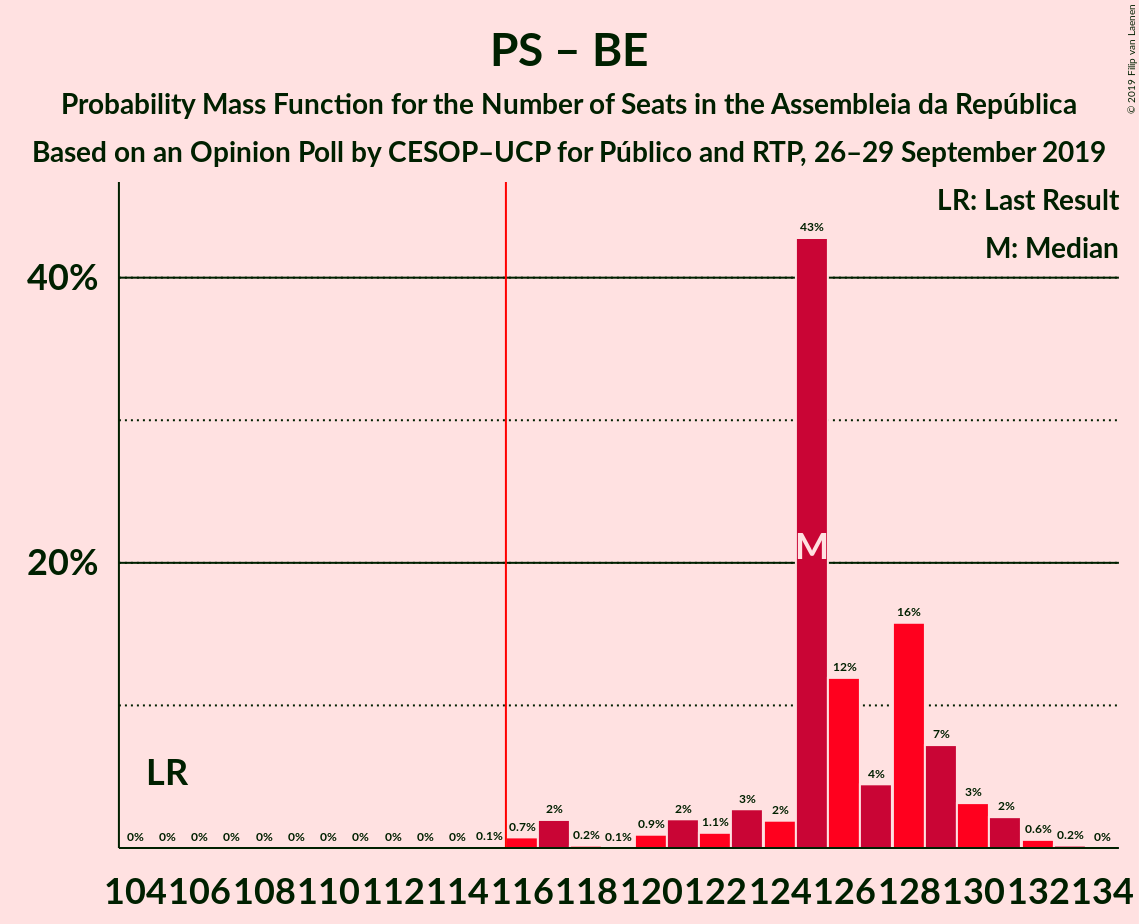 PS – BE
Probability Mass Function for the Number of Seats in the Assembleia da República
Based on an Opinion Poll by CESOP–UCP for Público and RTP, 26–29 September 2019
© 2019 Filip van Laenen
LR: Last Result
M: Median
43%
40%
M
20%
16%
12%
7%
LR
4%
0% 0% 0% 0% 0% 0% 0% 0% 0% 0% 0% 0.1% 0.7% 2% 0.2% 0.1% 0.9% 2% 1.1% 3% 2% 3% 2% 0.6% 0.2% 0%
104 106 108 110 112 114 116 118 120 122 124 126 128 130 132 134